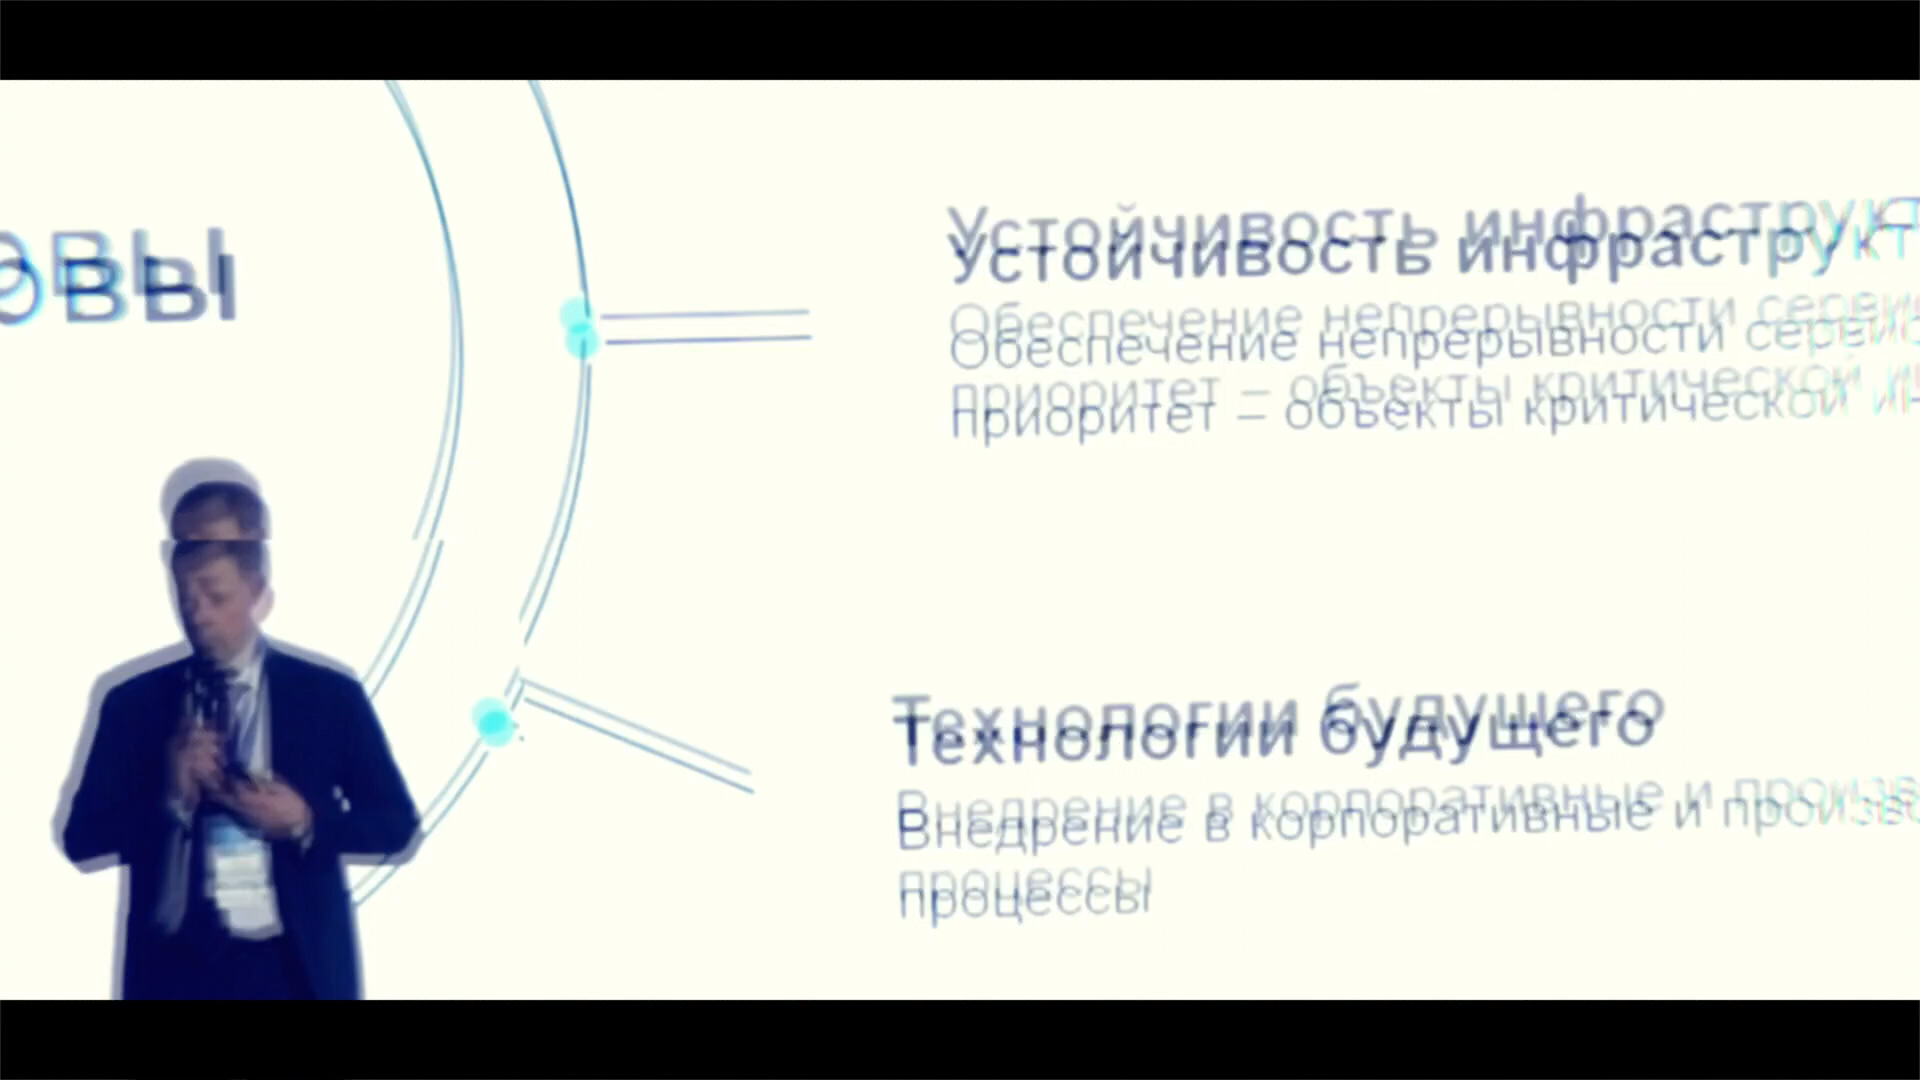 овы
Устойчивость инфраструкт
Обеспечение непрерывности серви
приоритет – объекты критической
Технологии будущего
Внедрение в корпоративные и произв
процессы